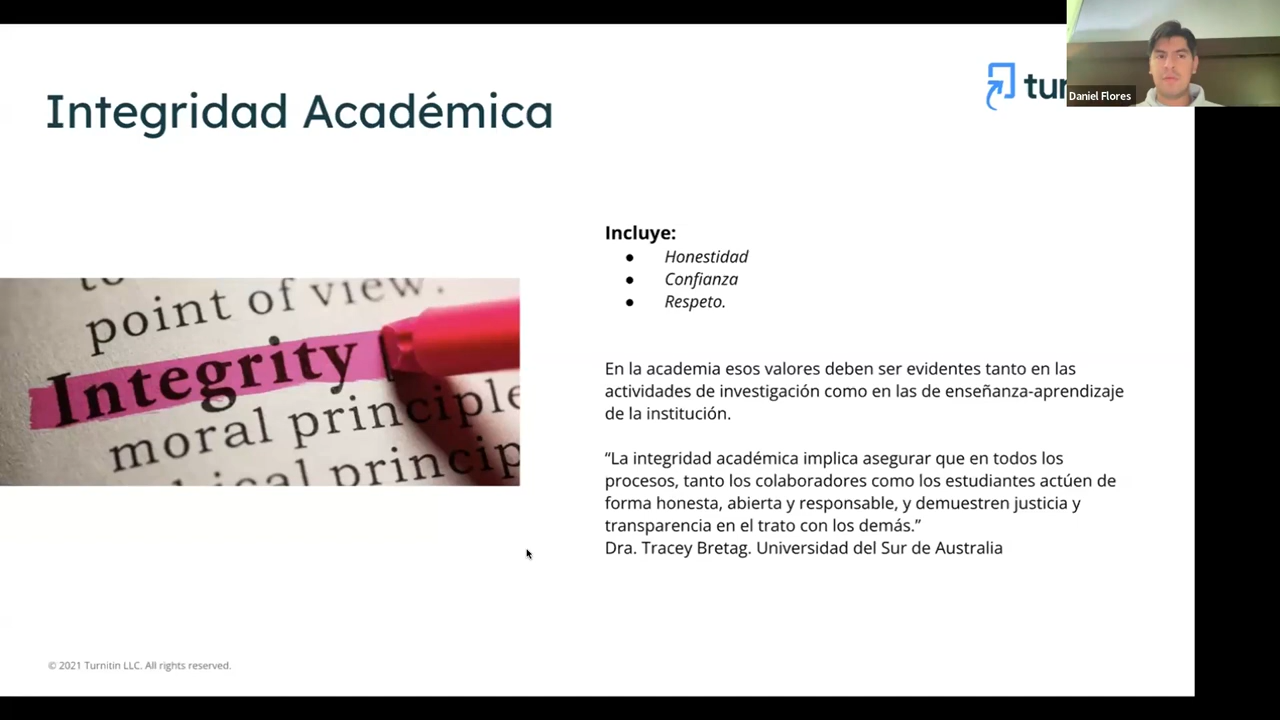 Integridad Académica
tur
Daniel Flores
Incluye:
● Honestidad
● Confianza
● Respeto.
point of view.
Integrity
moral principle
principl
En la academia esos valores deben ser evidentes tanto en las
actividades de investigación como en las de enseñanza-aprendizaje
de la institución.
“La integridad académica implica asegurar que en todos los
procesos, tanto los colaboradores como los estudiantes actúen de
forma honesta, abierta y responsable, y demuestren justicia y
transparencia en el trato con los demás.”
Dra. Tracey Bretag. Universidad del Sur de Australia
© 2021 Turnitin LLC. All rights reserved.